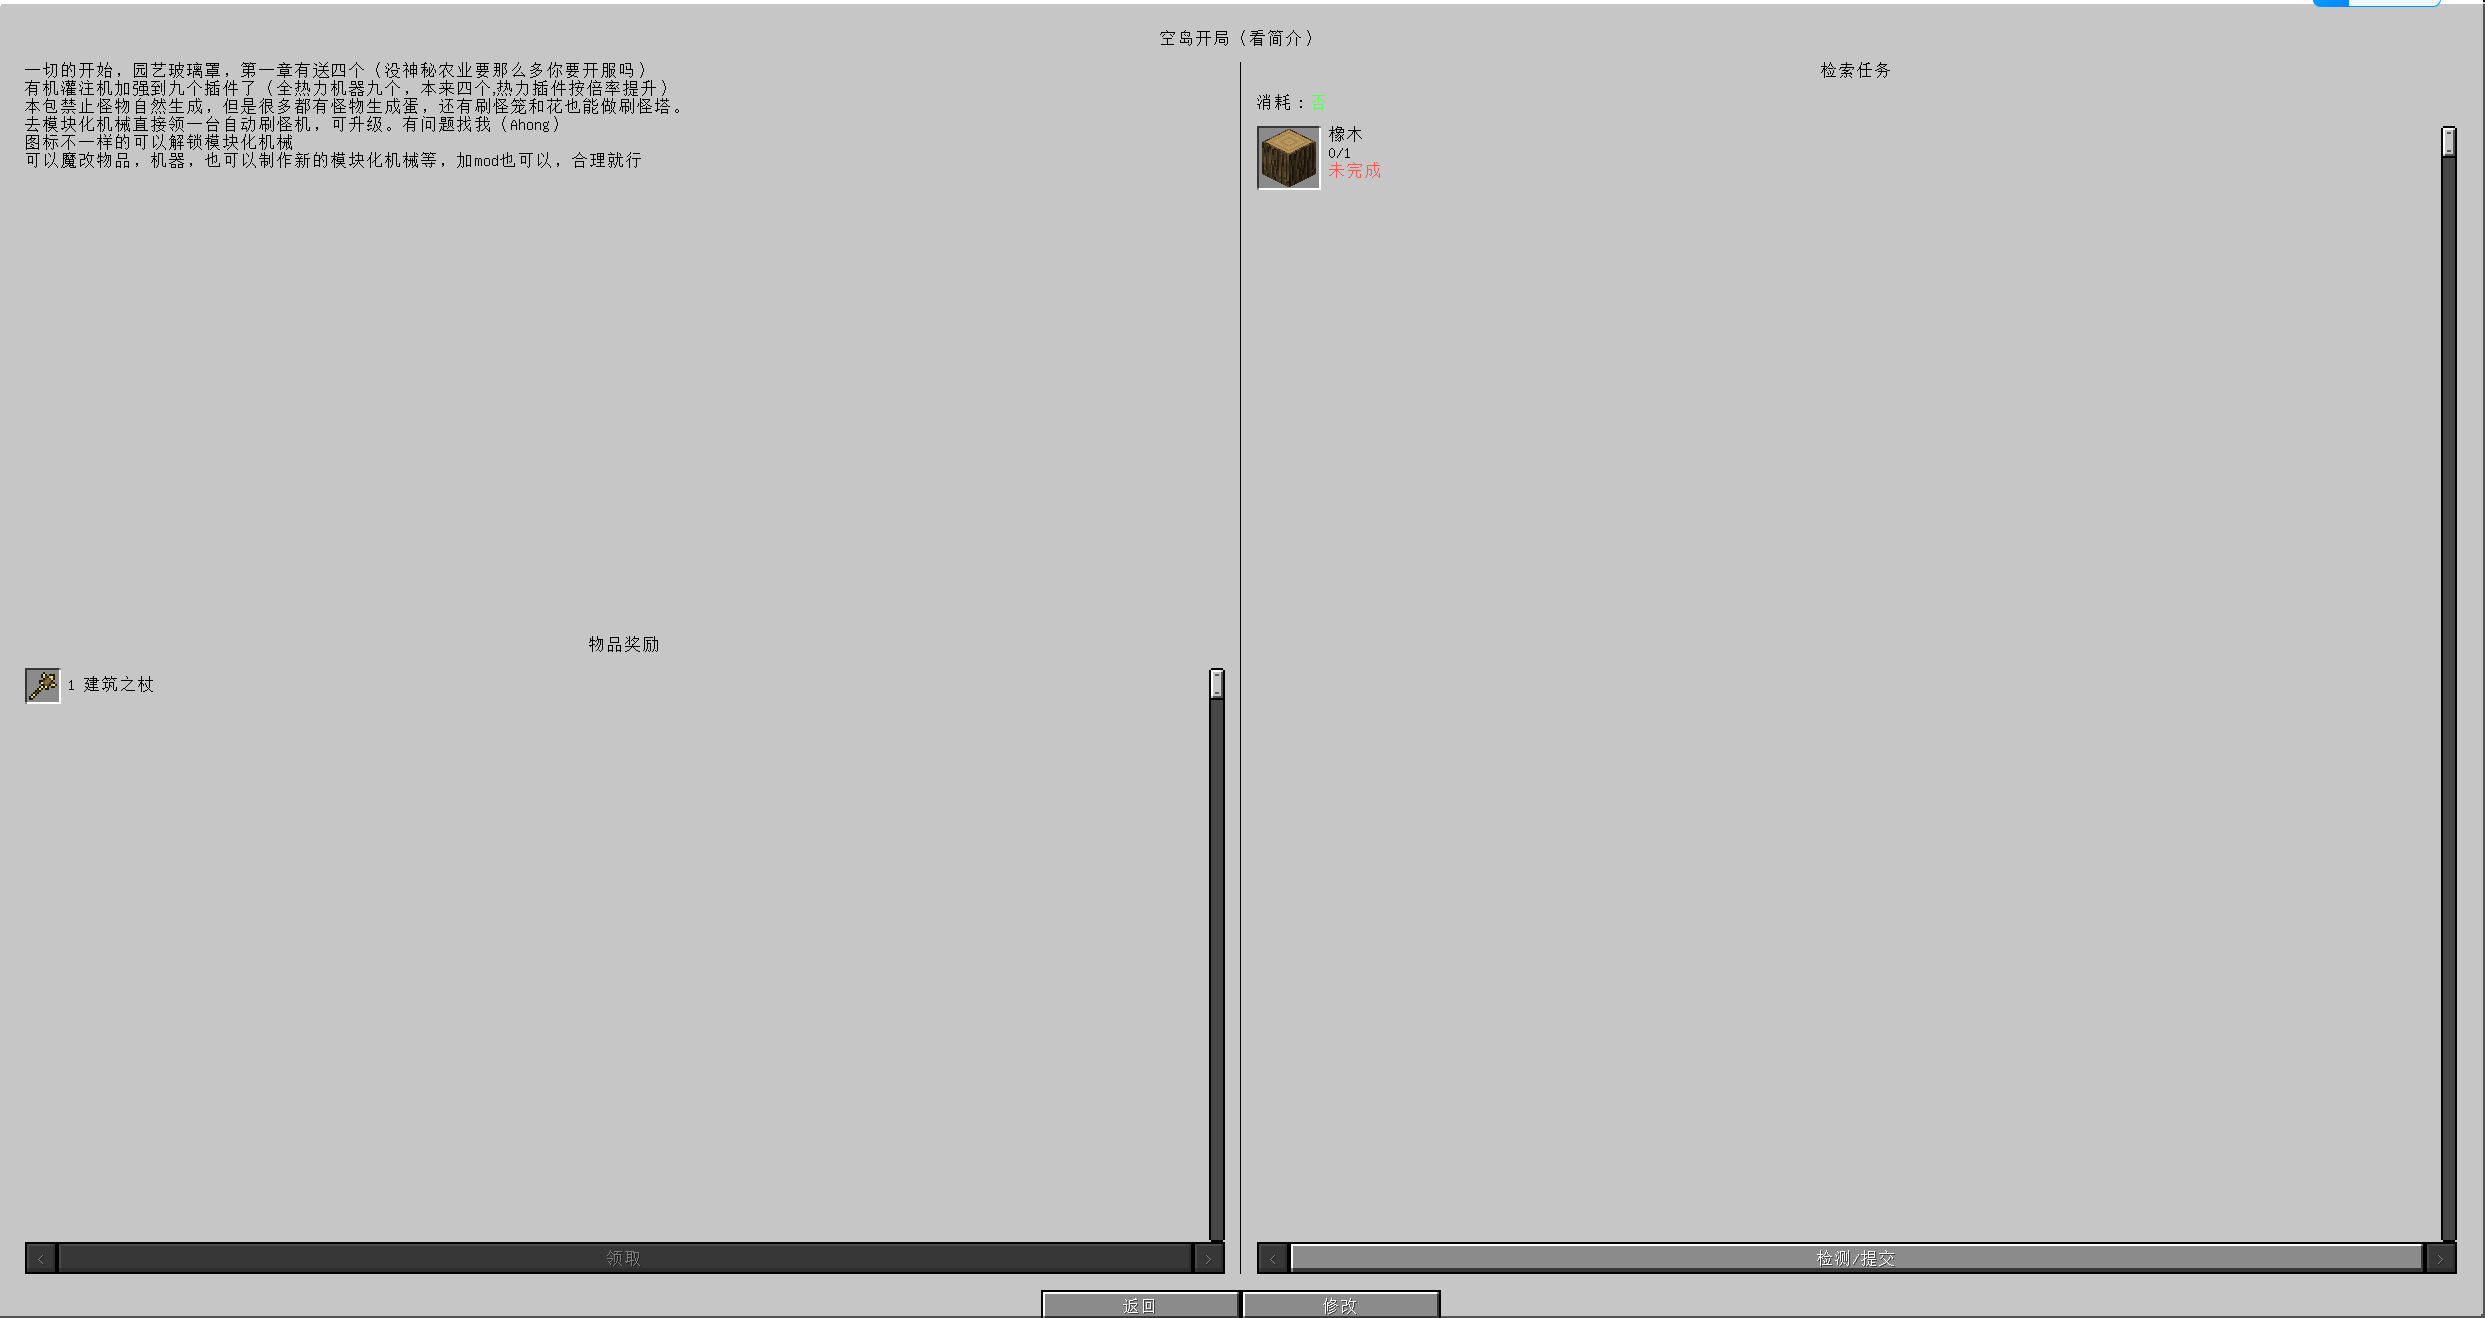 空岛开局（看简介）
一切的开始，园艺玻璃罩，第一章有送四个（没神秘农业要那么多你要开服吗）
有机灌注机加强到九个插件了（全热力机器九个，本来四个,热力插件按倍率提升）
本包禁止怪物自然生成，但是很多都有怪物生成蛋，还有刷怪笼和花也能做刷怪塔。
去模块化机械直接领一台自动刷怪机，可升级。有问题找我（Ahong）
图标不一样的可以解锁模块化机械
可以魔改物品，机器，也可以制作新的模块化机械等，加mod也可以，合理就行
物品奖励
1 建筑之杖
< 领取 >
检索任务
消耗：否
橡木
0/1
未完成
< 检测/提交 >
返回
修改